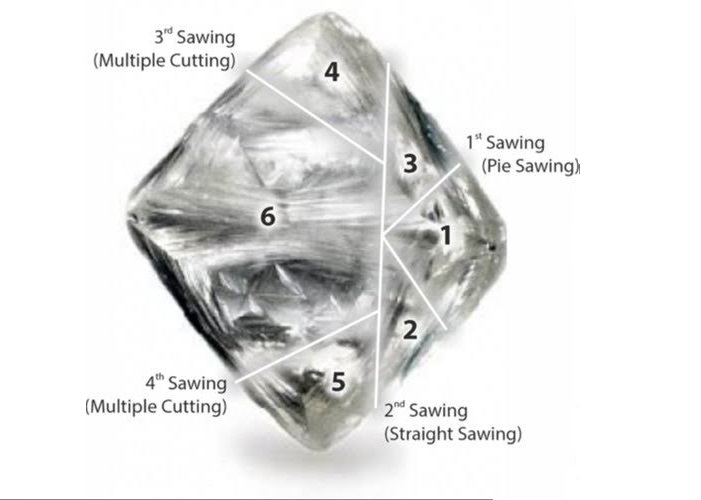 3rd Sawing
(Multiple Cutting)
4
1st Sawing
(Pie Sawing)
3
6
1
2
4th Sawing
(Multiple Cutting)
5
2nd Sawing
(Straight Sawing)